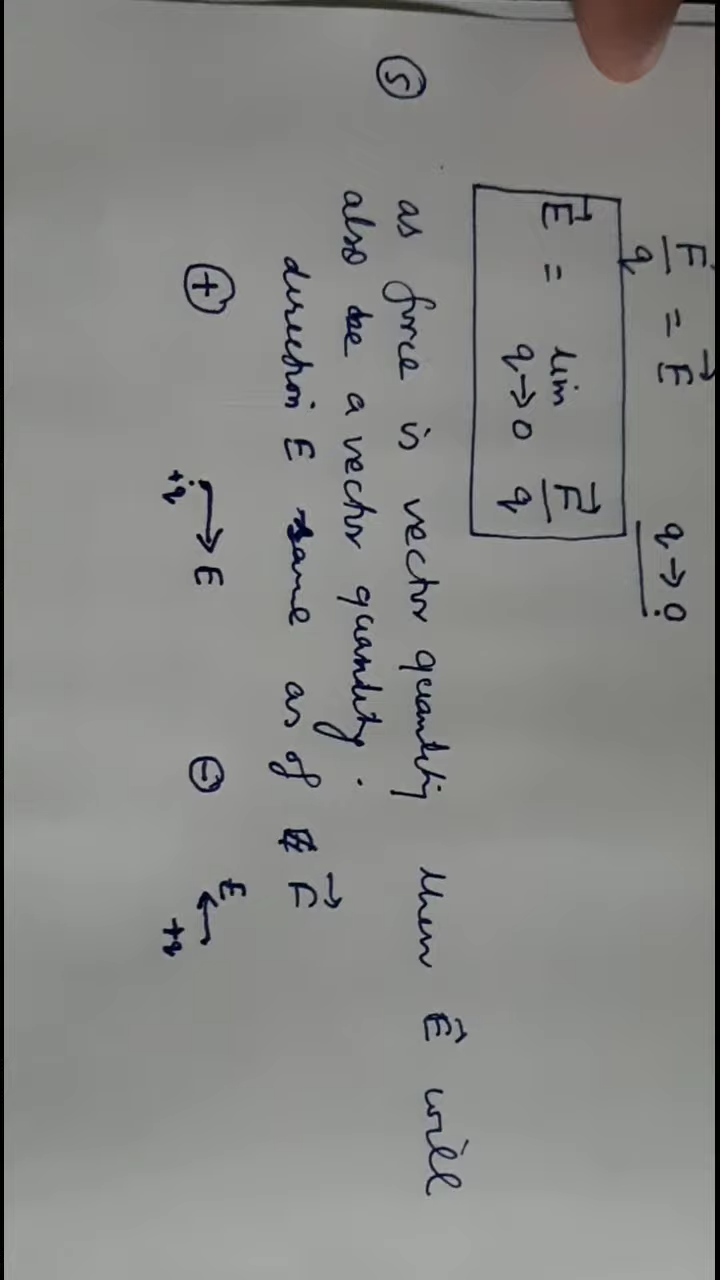 F⃗/q = E⃗ q→0
E⃗ = lim q→0 F⃗/q
⑤ as force is vector quantity then E⃗ will
also be a vector quantity.
direction E same as of F⃗
⊕ +q → E ⊖ E ← +q